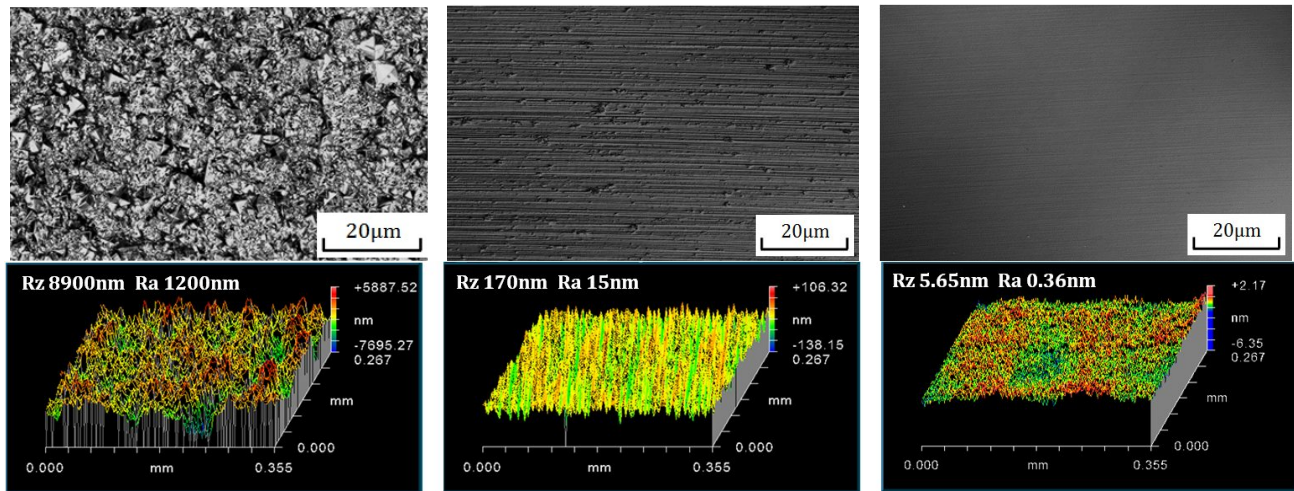 20μm
20μm
20μm
Rz 8900nm Ra 1200nm
+5887.52
nm
-7695.27
0.267
mm
0.000
0.000
mm
0.355
Rz 170nm Ra 15nm
+106.32
nm
-138.15
0.267
mm
0.000
0.000
mm
0.355
Rz 5.65nm Ra 0.36nm
+2.17
nm
-6.35
0.267
mm
0.000
0.000
mm
0.355